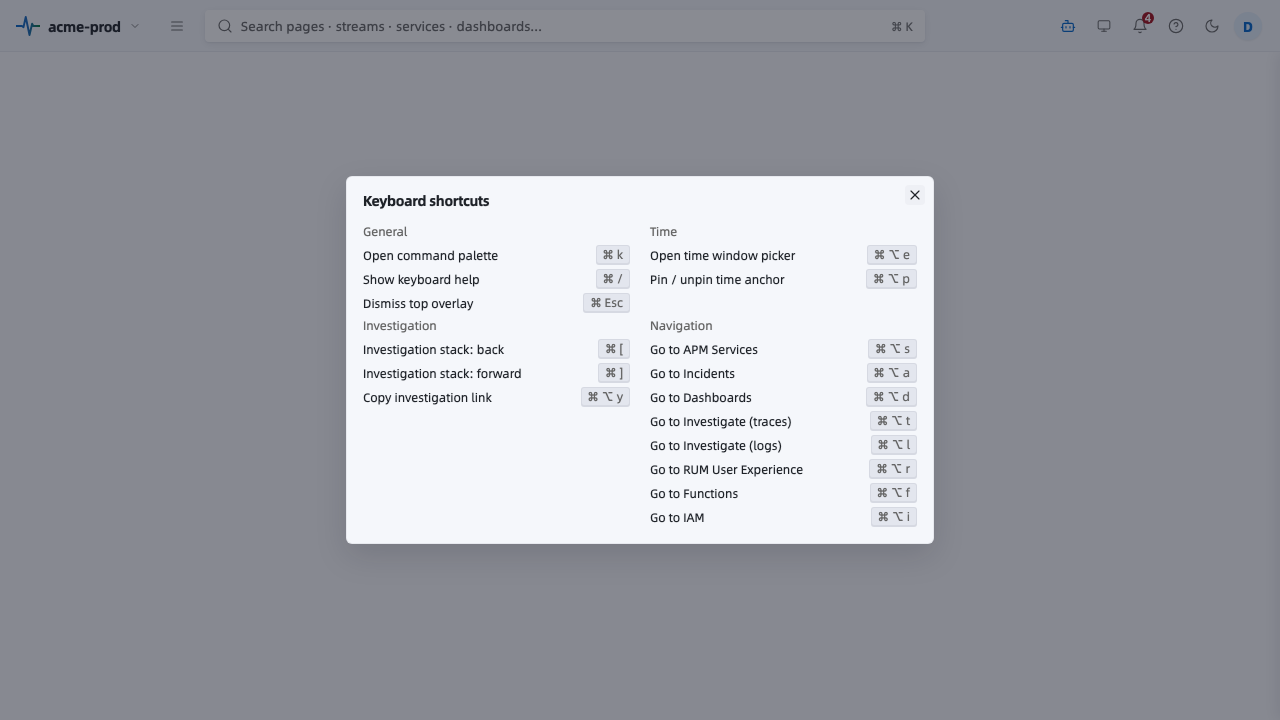 acme-prod
Search pages · streams · services · dashboards...
⌘ K
4
D
Keyboard shortcuts
General
Open command palette ⌘ k
Show keyboard help ⌘ /
Dismiss top overlay ⌘ Esc
Time
Open time window picker ⌘ ⌥ e
Pin / unpin time anchor ⌘ ⌥ p
Investigation
Investigation stack: back ⌘ [
Investigation stack: forward ⌘ ]
Copy investigation link ⌘ ⌥ y
Navigation
Go to APM Services ⌘ ⌥ s
Go to Incidents ⌘ ⌥ a
Go to Dashboards ⌘ ⌥ d
Go to Investigate (traces) ⌘ ⌥ t
Go to Investigate (logs) ⌘ ⌥ l
Go to RUM User Experience ⌘ ⌥ r
Go to Functions ⌘ ⌥ f
Go to IAM ⌘ ⌥ i